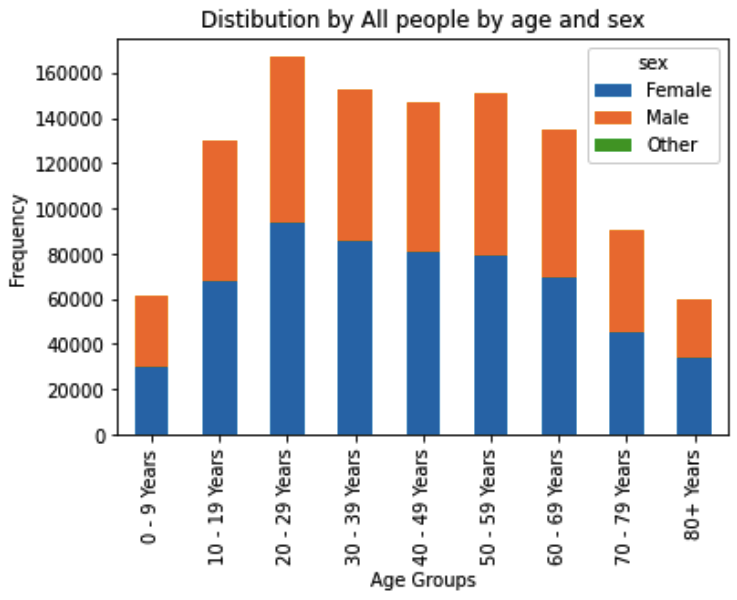 Distibution by All people by age and sex
sex
Female
Male
Other
Frequency
160000
140000
120000
100000
80000
60000
40000
20000
0
0 - 9 Years
10 - 19 Years
20 - 29 Years
30 - 39 Years
40 - 49 Years
50 - 59 Years
60 - 69 Years
70 - 79 Years
80+ Years
Age Groups